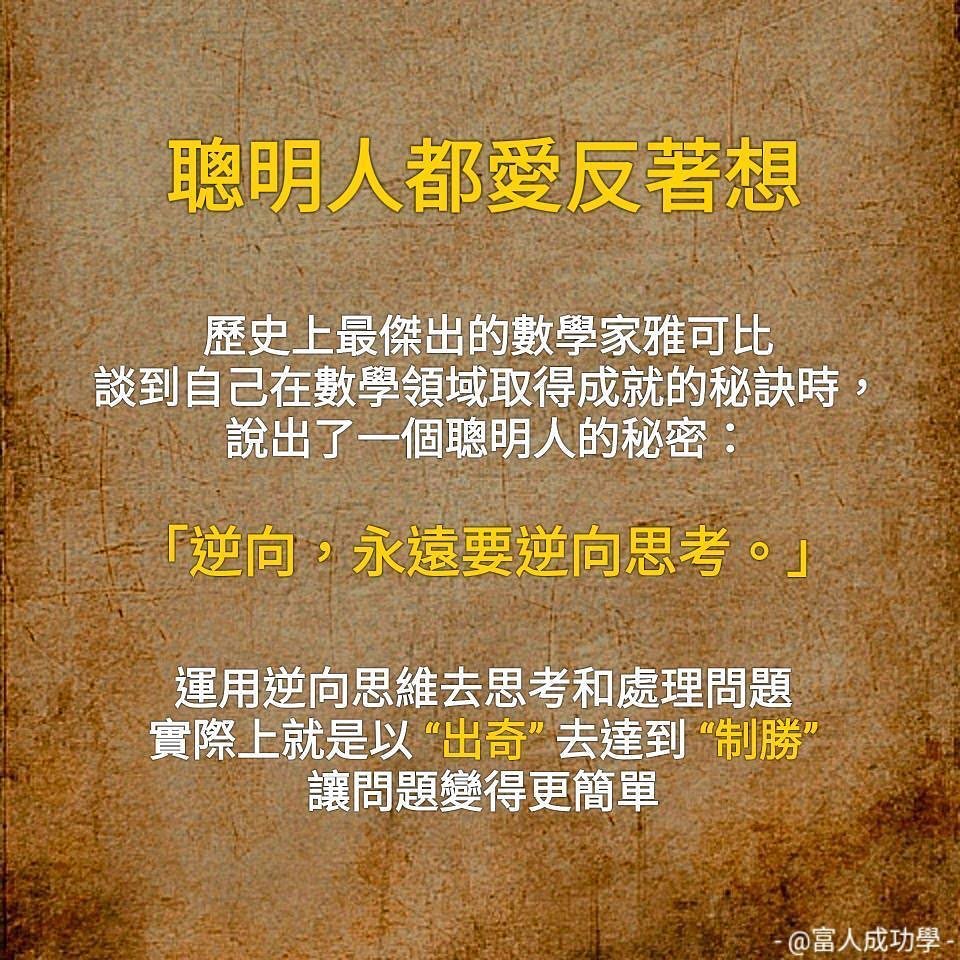 聰明人都愛反著想
歷史上最傑出的數學家雅可比
談到自己在數學領域取得成就的秘訣時，
說出了一個聰明人的秘密：
「逆向，永遠要逆向思考。」
運用逆向思維去思考和處理問題
實際上就是以 “出奇” 去達到 “制勝”
讓問題變得更簡單
- @富人成功學 -